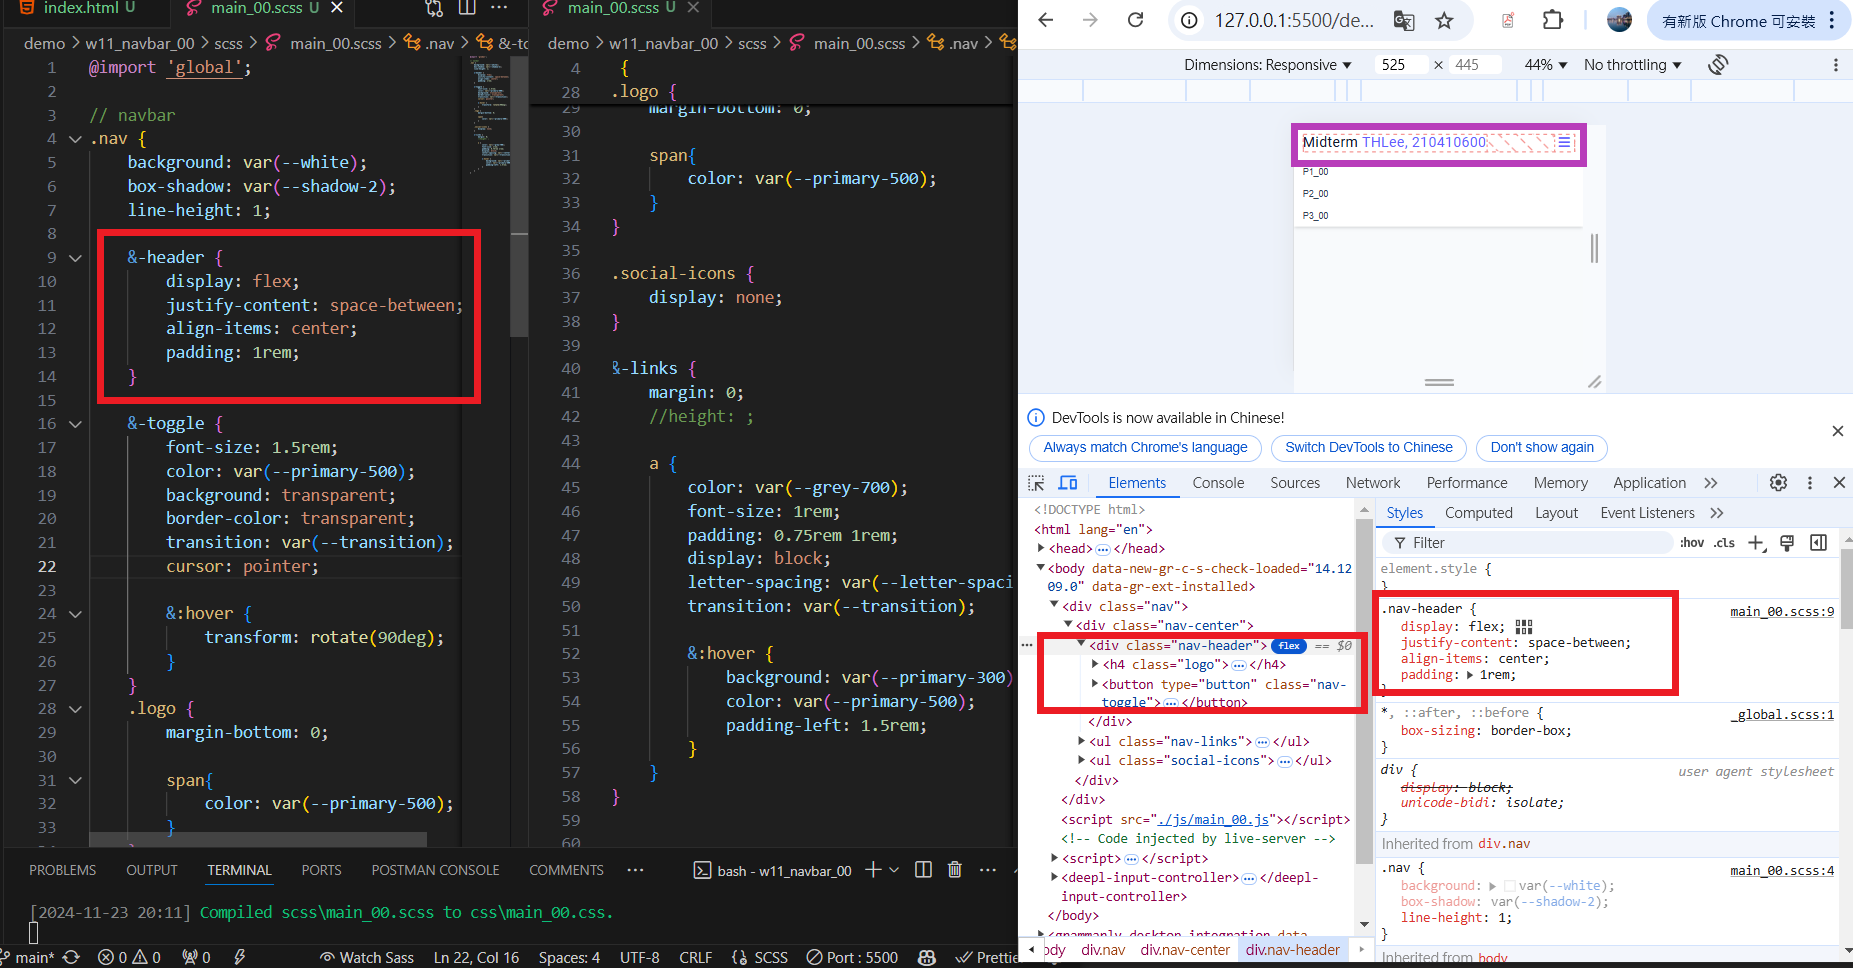 index.html U
main_00.scss U
main_00.scss U
demo > w11_navbar_00 > scss > main_00.scss > .nav > &-to
1 @import 'global';
2
3 // navbar
4 .nav {
5 background: var(--white);
6 box-shadow: var(--shadow-2);
7 line-height: 1;
8
9 &-header {
10 display: flex;
11 justify-content: space-between;
12 align-items: center;
13 padding: 1rem;
14 }
15
16 &-toggle {
17 font-size: 1.5rem;
18 color: var(--primary-500);
19 background: transparent;
20 border-color: transparent;
21 transition: var(--transition);
22 cursor: pointer;
23
24 &:hover {
25 transform: rotate(90deg);
26 }
27 }
28 .logo {
29 margin-bottom: 0;
30
31 span{
32 color: var(--primary-500);
33 }
demo > w11_navbar_00 > scss > main_00.scss > .nav >
4 {
28 .logo {
29 margin-bottom: 0;
30
31 span{
32 color: var(--primary-500);
33 }
34 }
35
36 .social-icons {
37 display: none;
38 }
39
40 &-links {
41 margin: 0;
42 //height: ;
43
44 a {
45 color: var(--grey-700);
46 font-size: 1rem;
47 padding: 0.75rem 1rem;
48 display: block;
49 letter-spacing: var(--letter-spaci
50 transition: var(--transition);
51
52 &:hover {
53 background: var(--primary-300)
54 color: var(--primary-500);
55 padding-left: 1.5rem;
56 }
57 }
58 }
59
60
PROBLEMS OUTPUT TERMINAL PORTS POSTMAN CONSOLE COMMENTS ··· bash - w11_navbar_00
[2024-11-23 20:11] Compiled scss\main_00.scss to css\main_00.css.
main* 0 0 0 Watch Sass Ln 22, Col 16 Spaces: 4 UTF-8 CRLF {} SCSS Port : 5500 Prettie
127.0.0.1:5500/de...
有新版 Chrome 可安裝
Dimensions: Responsive 525 × 445 44% No throttling
Midterm THLee, 210410600
P1_00
P2_00
P3_00
DevTools is now available in Chinese!
Always match Chrome's language Switch DevTools to Chinese Don't show again
Elements Console Sources Network Performance Memory Application
<!DOCTYPE html>
<html lang="en">
<head> ··· </head>
<body data-new-gr-c-s-check-loaded="14.12
09.0" data-gr-ext-installed>
<div class="nav">
<div class="nav-center">
··· <div class="nav-header"> flex == $0
<h4 class="logo"> ··· </h4>
<button type="button" class="nav-
toggle"> ··· </button>
</div>
<ul class="nav-links"> ··· </ul>
<ul class="social-icons"> ··· </ul>
</div>
</div>
<script src="./js/main_00.js"></script>
<!-- Code injected by live-server -->
<script> ··· </script>
<deepl-input-controller> ··· </deepl-
input-controller>
</body>
<grammarly-desktop-integration data-
ody div.nav div.nav-center div.nav-header
Styles Computed Layout Event Listeners
Filter :hov .cls
element.style {
}
.nav-header { main_00.scss:9
display: flex;
justify-content: space-between;
align-items: center;
padding: 1rem;
}
*, ::after, ::before { _global.scss:1
box-sizing: border-box;
}
div { user agent stylesheet
display: block;
unicode-bidi: isolate;
}
Inherited from div.nav
.nav { main_00.scss:4
background: var(--white);
box-shadow: var(--shadow-2);
line-height: 1;
}
Inherited from body